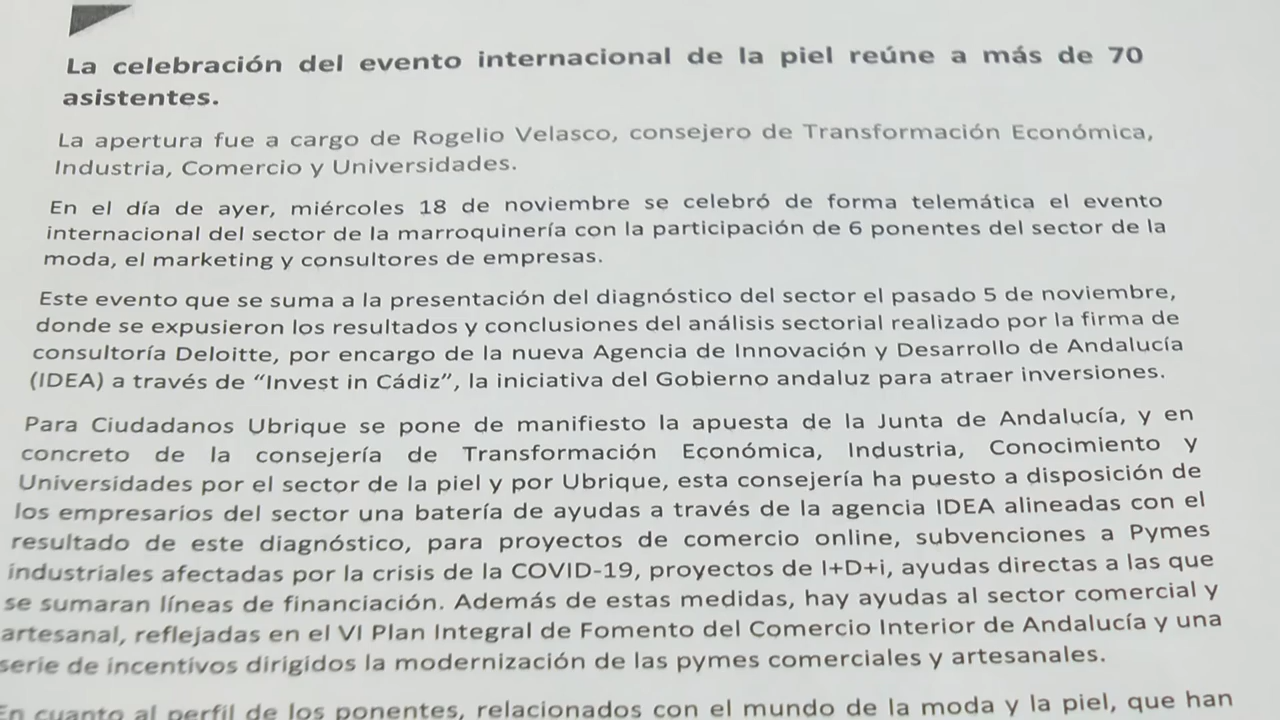 La celebración del evento internacional de la piel reúne a más de 70
asistentes.
La apertura fue a cargo de Rogelio Velasco, consejero de Transformación Económica,
Industria, Comercio y Universidades.
En el día de ayer, miércoles 18 de noviembre se celebró de forma telemática el evento
internacional del sector de la marroquinería con la participación de 6 ponentes del sector de la
moda, el marketing y consultores de empresas.
Este evento que se suma a la presentación del diagnóstico del sector el pasado 5 de noviembre,
donde se expusieron los resultados y conclusiones del análisis sectorial realizado por la firma de
consultoría Deloitte, por encargo de la nueva Agencia de Innovación y Desarrollo de Andalucía
(IDEA) a través de “Invest in Cádiz”, la iniciativa del Gobierno andaluz para atraer inversiones.
Para Ciudadanos Ubrique se pone de manifiesto la apuesta de la Junta de Andalucía, y en
concreto de la consejería de Transformación Económica, Industria, Conocimiento y
Universidades por el sector de la piel y por Ubrique, esta consejería ha puesto a disposición de
los empresarios del sector una batería de ayudas a través de la agencia IDEA alineadas con el
resultado de este diagnóstico, para proyectos de comercio online, subvenciones a Pymes
industriales afectadas por la crisis de la COVID-19, proyectos de I+D+i, ayudas directas a las que
se sumaran líneas de financiación. Además de estas medidas, hay ayudas al sector comercial y
artesanal, reflejadas en el VI Plan Integral de Fomento del Comercio Interior de Andalucía y una
serie de incentivos dirigidos la modernización de las pymes comerciales y artesanales.
En cuanto al perfil de los ponentes, relacionados con el mundo de la moda y la piel, que han